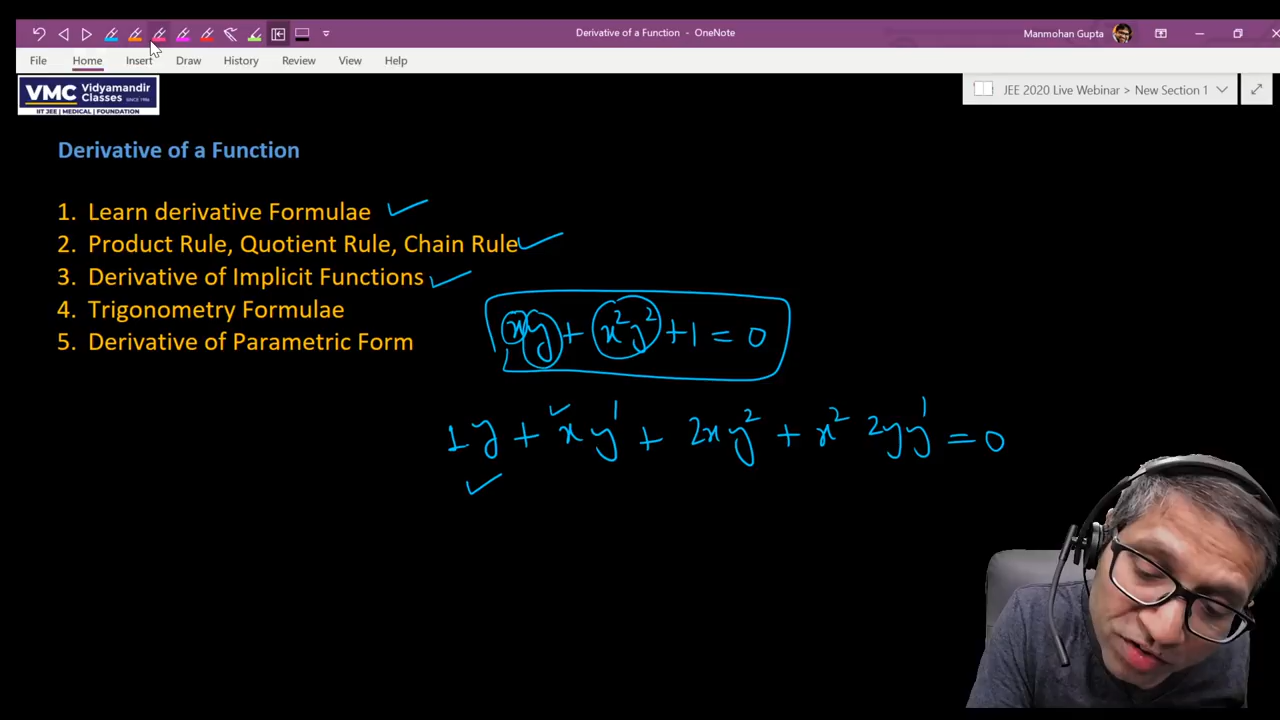 Derivative of a Function - OneNote
Manmohan Gupta
File Home Insert Draw History Review View Help
VMC Vidyamandir Classes SINCE 1986
IIT JEE | MEDICAL | FOUNDATION
JEE 2020 Live Webinar > New Section 1
Derivative of a Function
1. Learn derivative Formulae ✓
2. Product Rule, Quotient Rule, Chain Rule ✓
3. Derivative of Implicit Functions ✓
4. Trigonometry Formulae
5. Derivative of Parametric Form
xy + x²y² + 1 = 0
1y + xy' + 2xy² + x² 2yy' = 0